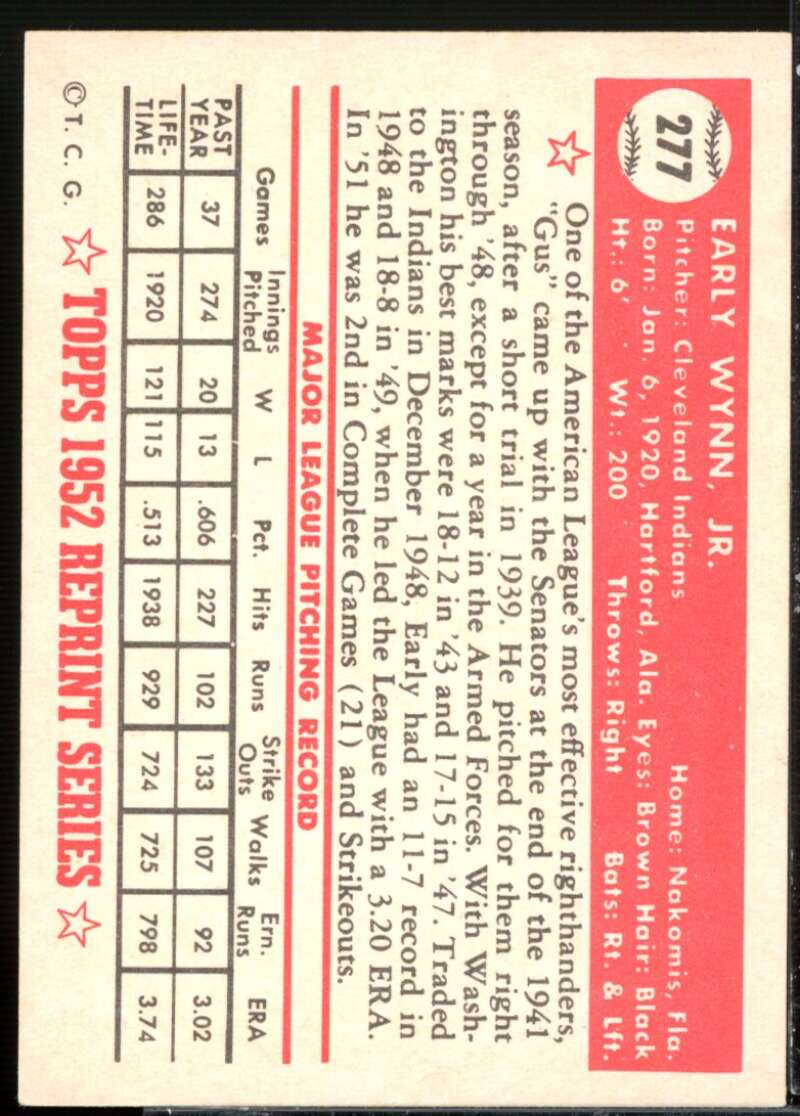 277
EARLY WYNN, JR.
Pitcher: Cleveland Indians Home: Nakomis, Fla.
Born: Jan. 6, 1920, Hartford, Ala. Eyes: Brown Hair: Black
Ht.: 6' · Wt.: 200 Throws: Right Bats: Rt. & Lft.
One of the American League's most effective righthanders,
"Gus" came up with the Senators at the end of the 1941
season, after a short trial in 1939. He pitched for them right
through '48, except for a year in the Armed Forces. With Wash-
ington his best marks were 18-12 in '43 and 17-15 in '47. Traded
to the Indians in December 1948, Early had an 11-7 record in
1948 and 18-8 in '49, when he led the League with a 3.20 ERA.
In '51 he was 2nd in Complete Games (21) and Strikeouts.
MAJOR LEAGUE PITCHING RECORD
Games Innings Pitched W L Pct. Hits Runs Strike Outs Walks Ern. Runs ERA
PAST YEAR 37 274 20 13 .606 227 102 133 107 92 3.02
LIFE-TIME 286 1920 121 115 .513 1938 929 724 725 798 3.74
© T. C. G. TOPPS 1952 REPRINT SERIES